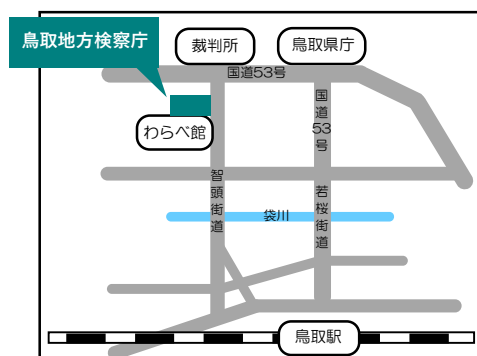 鳥取地方検察庁
裁判所
鳥取県庁
国道53号
国道53号
わらべ館
智頭街道
若桜街道
袋川
鳥取駅